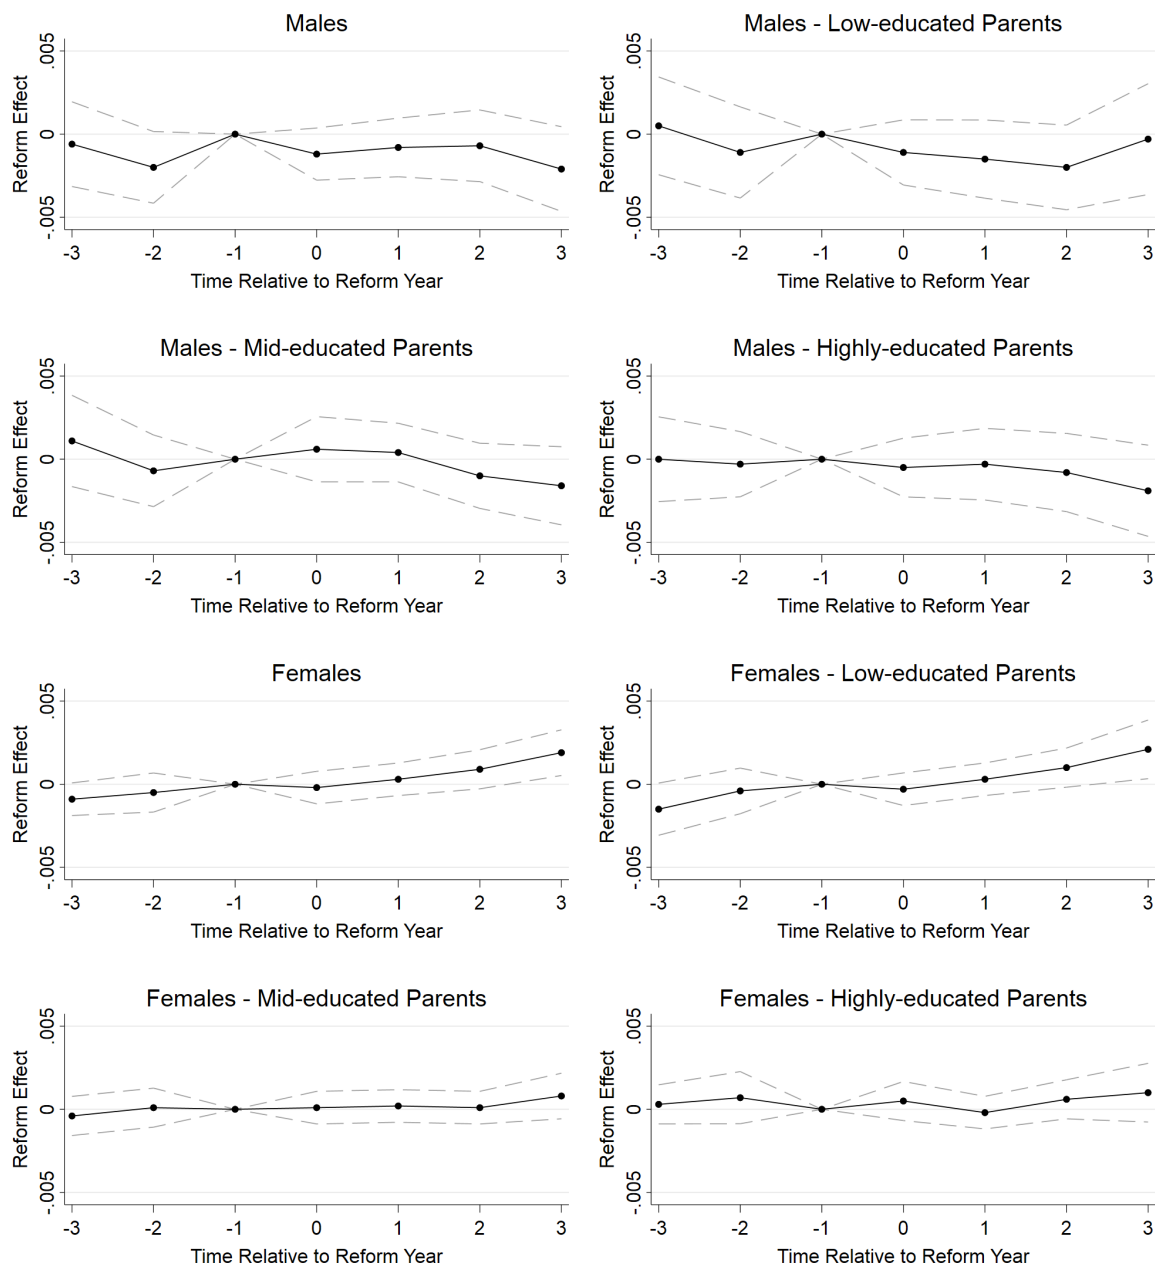 Males
Reform Effect
.005
0
-.005
-3 -2 -1 0 1 2 3
Time Relative to Reform Year
Males - Low-educated Parents
Reform Effect
.005
0
-.005
-3 -2 -1 0 1 2 3
Time Relative to Reform Year
Males - Mid-educated Parents
Reform Effect
.005
0
-.005
-3 -2 -1 0 1 2 3
Time Relative to Reform Year
Males - Highly-educated Parents
Reform Effect
.005
0
-.005
-3 -2 -1 0 1 2 3
Time Relative to Reform Year
Females
Reform Effect
.005
0
-.005
-3 -2 -1 0 1 2 3
Time Relative to Reform Year
Females - Low-educated Parents
Reform Effect
.005
0
-.005
-3 -2 -1 0 1 2 3
Time Relative to Reform Year
Females - Mid-educated Parents
Reform Effect
.005
0
-.005
-3 -2 -1 0 1 2 3
Time Relative to Reform Year
Females - Highly-educated Parents
Reform Effect
.005
0
-.005
-3 -2 -1 0 1 2 3
Time Relative to Reform Year